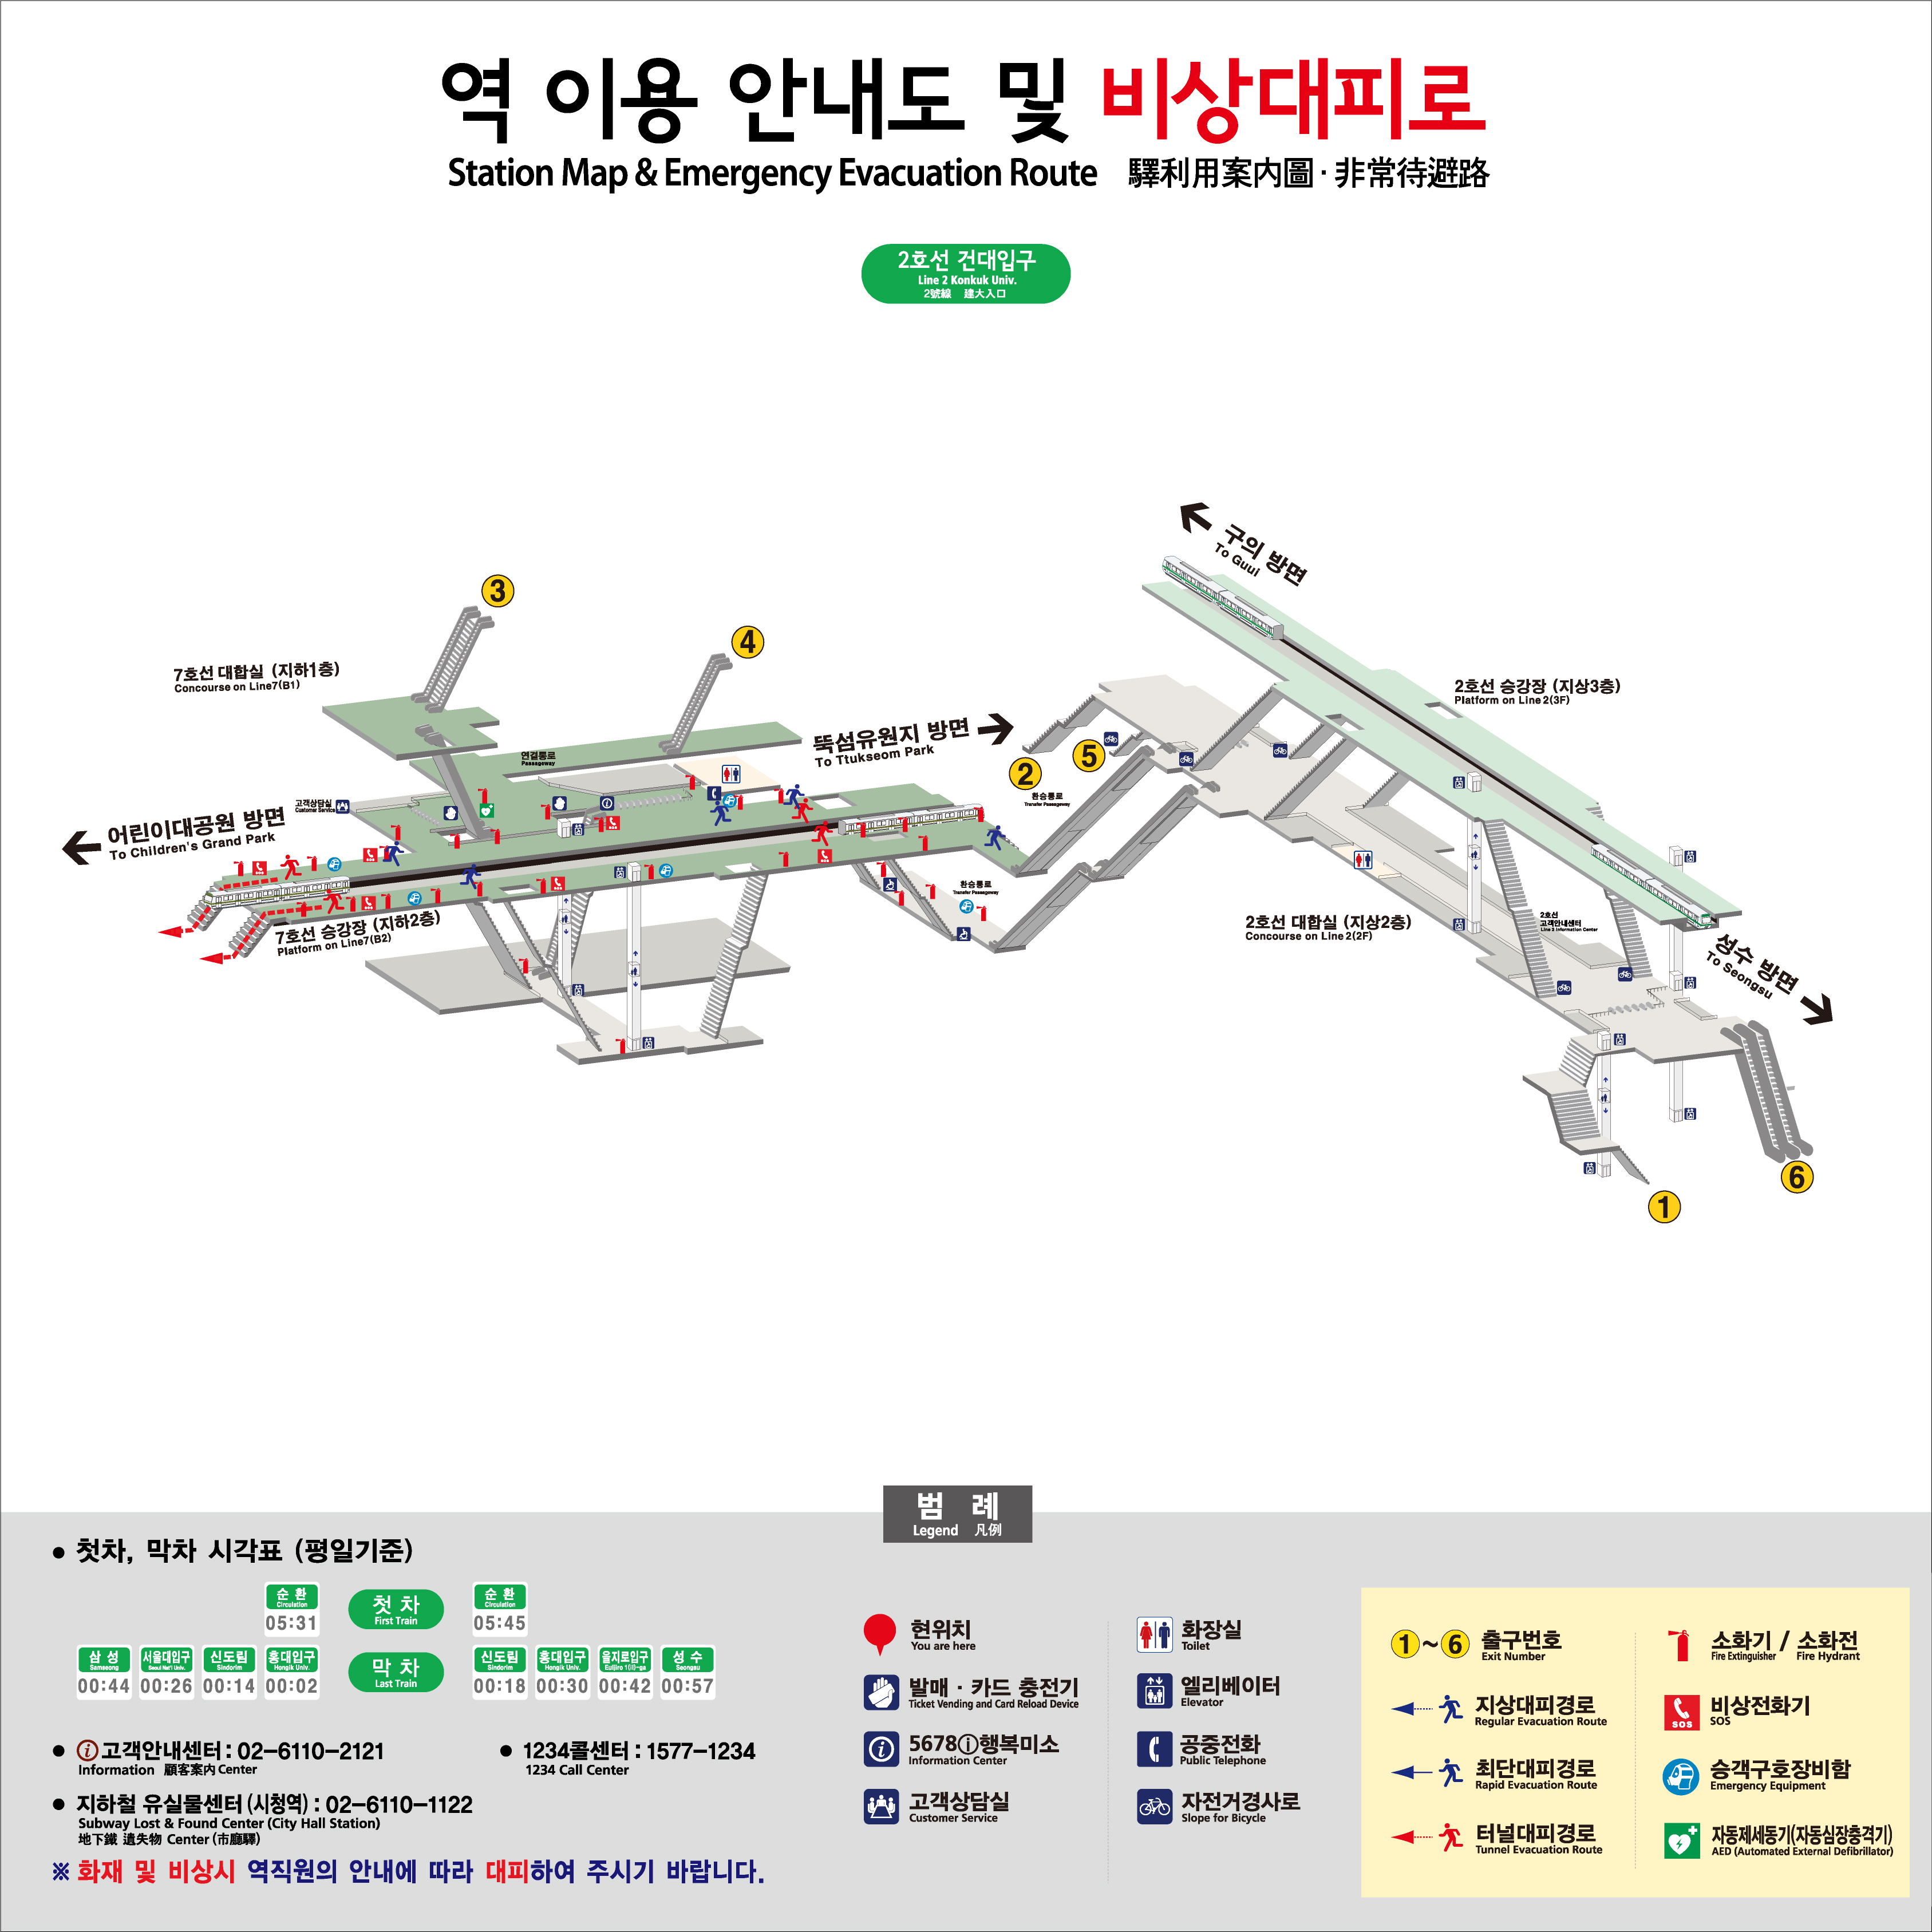 역 이용 안내도 및 비상대피로
Station Map & Emergency Evacuation Route 驛利用案内圖·非常待避路
2호선 건대입구
Line 2 Konkuk Univ.
2號線 建大入口
구의 방면
To Guui
3
4
7호선 대합실 (지하1층)
Concourse on Line7(B1)
2호선 승강장 (지상3층)
Platform on Line 2(3F)
뚝섬유원지 방면
To Ttukseom Park
연결통로
Passageway
2
5
환승통로
Transfer Passageway
고객상담실
Customer Service
어린이대공원 방면
To Children's Grand Park
환승통로
Transfer Passageway
7호선 승강장 (지하2층)
Platform on Line7(B2)
2호선 대합실 (지상2층)
Concourse on Line 2(2F)
2호선
고객안내센터
Line 2 Information Center
성수 방면
To Seongsu
6
1
범 례
Legend 凡例
● 첫차, 막차 시각표 (평일기준)
순 환
Circulation
05:31
첫 차
First Train
순 환
Circulation
05:45
삼 성
Samseong
00:44
서울대입구
Seoul Nat'l Univ.
00:26
신도림
Sindorim
00:14
홍대입구
Hongik Univ.
00:02
막 차
Last Train
신도림
Sindorim
00:18
홍대입구
Hongik Univ.
00:30
을지로입구
Euljiro 1(il)-ga
00:42
성 수
Seongsu
00:57
● ⓘ고객안내센터 : 02-6110-2121
Information 顧客案内 Center
● 1234콜센터 : 1577-1234
1234 Call Center
● 지하철 유실물센터 (시청역) : 02-6110-1122
Subway Lost & Found Center (City Hall Station)
地下鐵 遺失物 Center (市廳驛)
※ 화재 및 비상시 역직원의 안내에 따라 대피하여 주시기 바랍니다.
현위치
You are here
발매 · 카드 충전기
Ticket Vending and Card Reload Device
5678ⓘ행복미소
Information Center
고객상담실
Customer Service
화장실
Toilet
엘리베이터
Elevator
공중전화
Public Telephone
자전거경사로
Slope for Bicycle
1~6 출구번호
Exit Number
지상대피경로
Regular Evacuation Route
최단대피경로
Rapid Evacuation Route
터널대피경로
Tunnel Evacuation Route
소화기 / 소화전
Fire Extinguisher / Fire Hydrant
SOS 비상전화기
SOS
승객구호장비함
Emergency Equipment
자동제세동기(자동심장충격기)
AED (Automated External Defibrillator)